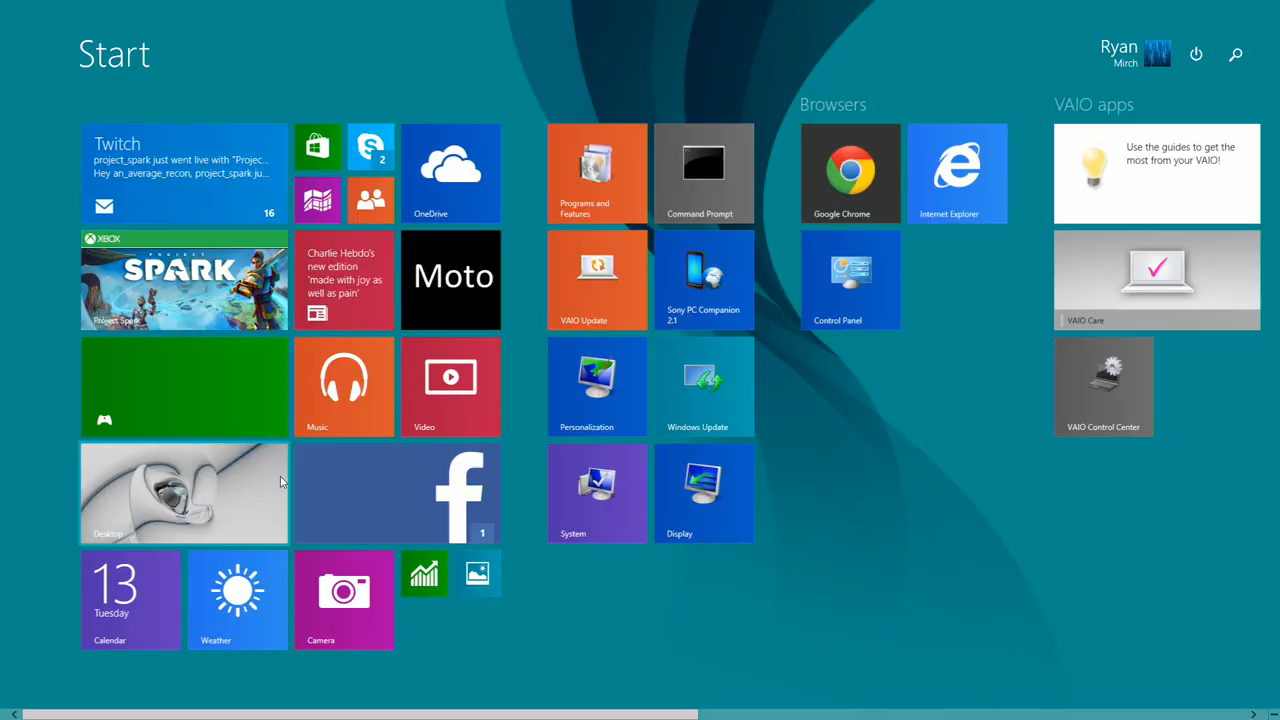 Start
Ryan
Mirch
Twitch
project_spark just went live with "Projec...
Hey an_average_recon, project_spark ju...
16
2
OneDrive
XBOX
PROJECT
SPARK
Project Spark
Charlie Hebdo's
new edition
'made with joy as
well as pain'
Moto
Music
Video
Desktop
f
1
13
Tuesday
Calendar
Weather
Camera
Programs and
Features
Command Prompt
VAIO Update
Sony PC Companion
2.1
Personalization
Windows Update
System
Display
Browsers
Google Chrome
Internet Explorer
Control Panel
VAIO apps
Use the guides to get the
most from your VAIO!
VAIO Care
VAIO Control Center